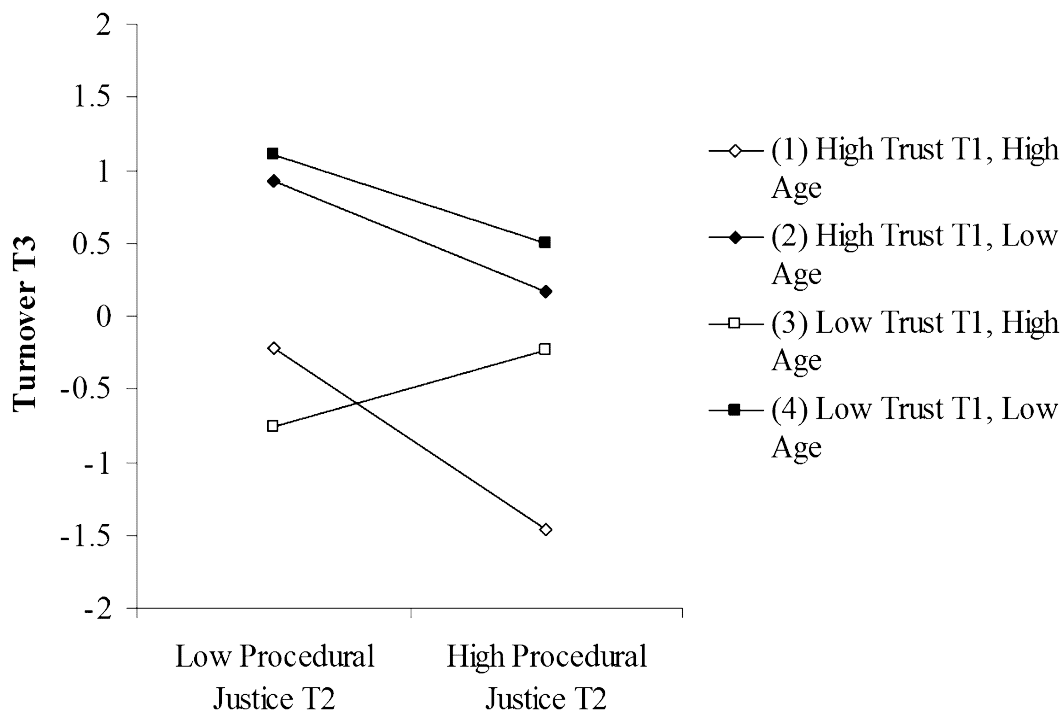 2
1.5
1
0.5
0
-0.5
-1
-1.5
-2
Turnover T3
Low Procedural
Justice T2
High Procedural
Justice T2
(1) High Trust T1, High
Age
(2) High Trust T1, Low
Age
(3) Low Trust T1, High
Age
(4) Low Trust T1, Low
Age